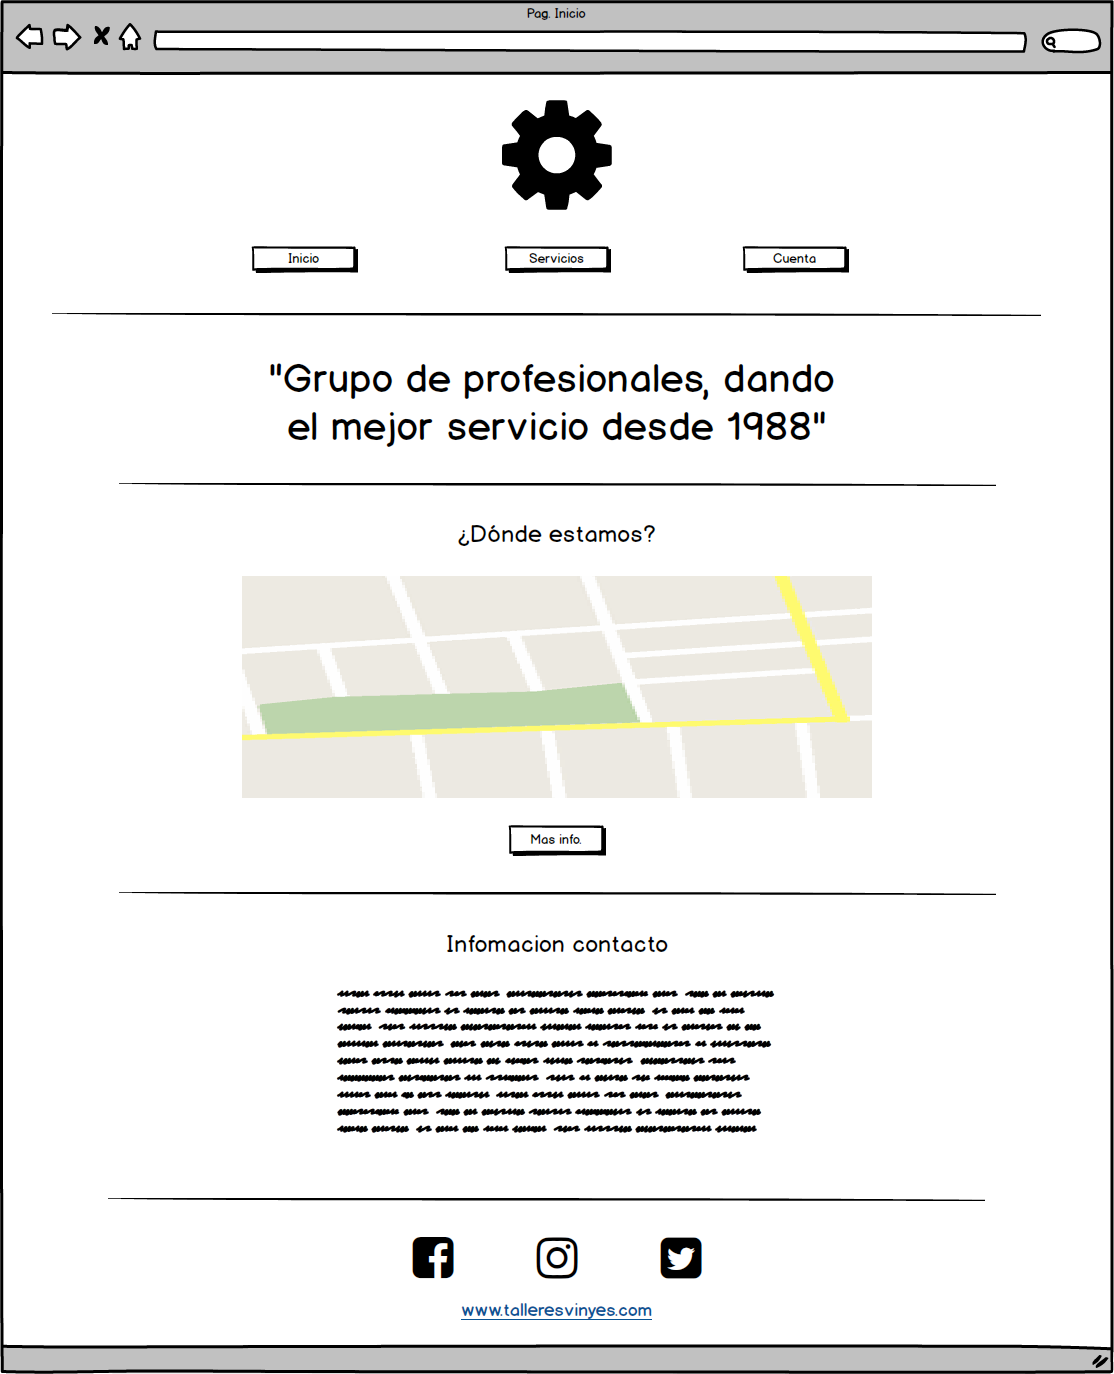 Pag. Inicio
Inicio
Servicios
Cuenta
"Grupo de profesionales, dando
el mejor servicio desde 1988"
¿Dónde estamos?
Mas info.
Infomacion contacto
www.talleresvinyes.com